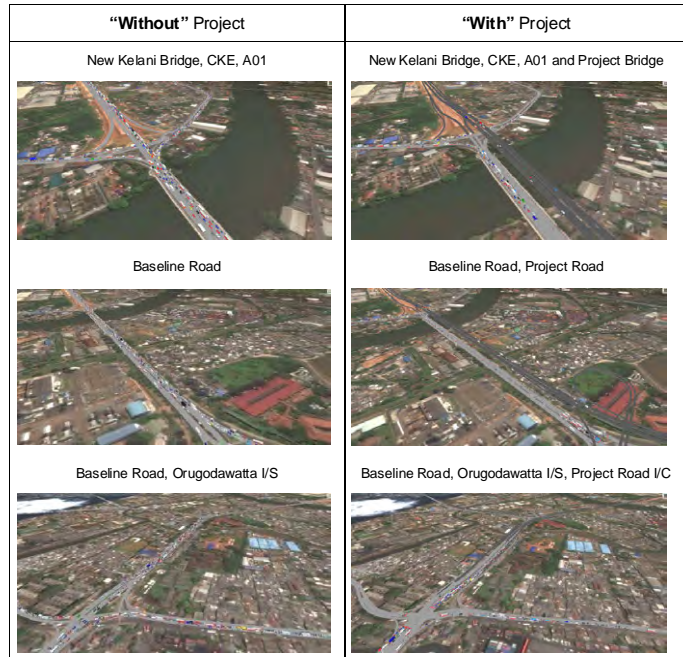 “Without” Project
“With” Project
New Kelani Bridge, CKE, A01
New Kelani Bridge, CKE, A01 and Project Bridge
Baseline Road
Baseline Road, Project Road
Baseline Road, Orugodawatta I/S
Baseline Road, Orugodawatta I/S, Project Road I/C